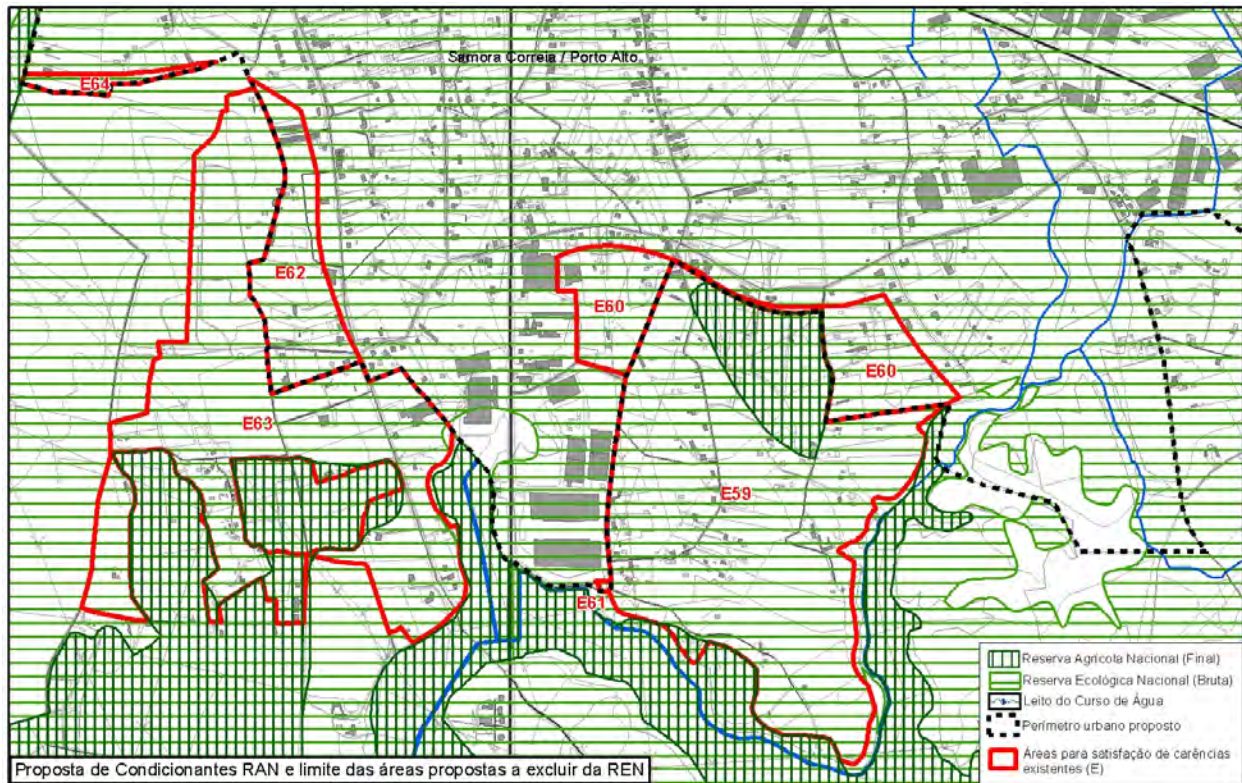 Samora Correia / Porto Alto
E64
E62
E60
E60
E63
E59
E61
Reserva Agrícola Nacional (Final)
Reserva Ecológica Nacional (Bruta)
Leito do Curso de Água
Perímetro urbano proposto
Áreas para satisfação de carências
existentes (E)
Proposta de Condicionantes RAN e limite das áreas propostas a excluir da REN